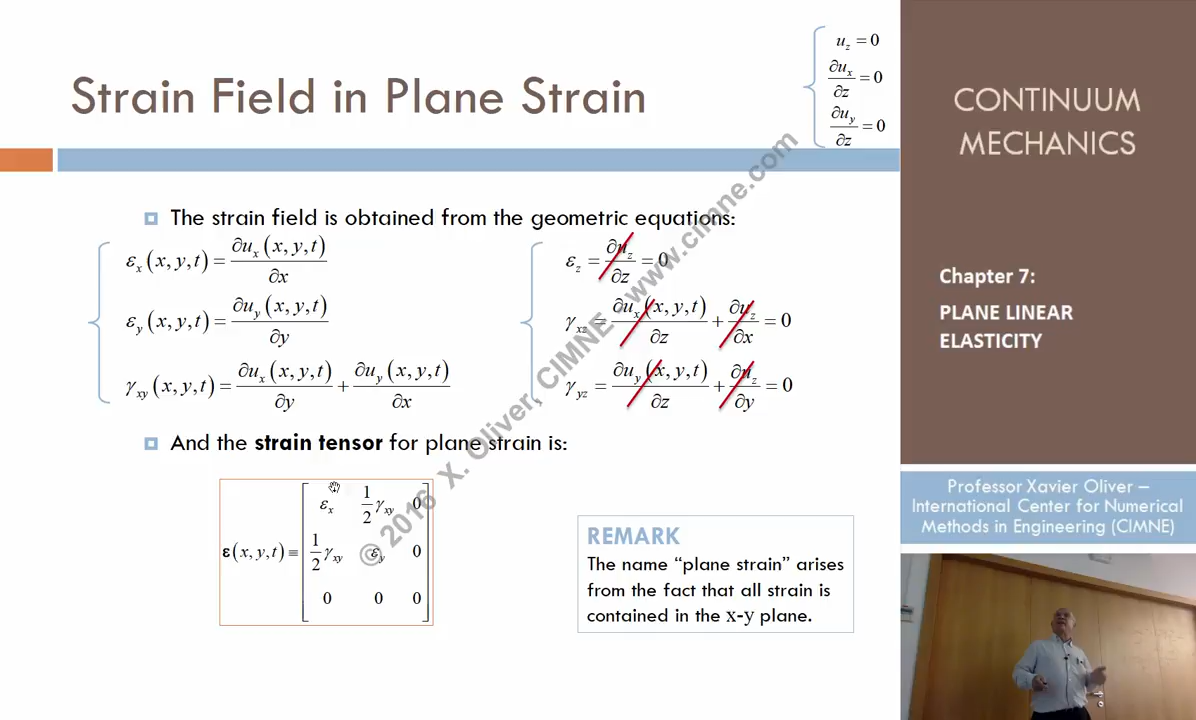 Strain Field in Plane Strain
u_z = 0
∂u_x/∂z = 0
∂u_y/∂z = 0
The strain field is obtained from the geometric equations:
ε_x (x, y, t) = ∂u_x (x, y, t)/∂x
ε_y (x, y, t) = ∂u_y (x, y, t)/∂y
γ_xy (x, y, t) = ∂u_x (x, y, t)/∂y + ∂u_y (x, y, t)/∂x
ε_z = ∂u_z/∂z = 0
γ_xz = ∂u_x (x, y, t)/∂z + ∂u_z/∂x = 0
γ_yz = ∂u_y (x, y, t)/∂z + ∂u_z/∂y = 0
And the strain tensor for plane strain is:
ε(x, y, t) ≡ [ε_x 1/2 γ_xy 0
1/2 γ_xy ε_y 0
0 0 0]
REMARK
The name “plane strain” arises
from the fact that all strain is
contained in the x-y plane.
© 2016 X. Oliver, CIMNE - www.cimne.com
CONTINUUM
MECHANICS
Chapter 7:
PLANE LINEAR
ELASTICITY
Professor Xavier Oliver –
International Center for Numerical
Methods in Engineering (CIMNE)